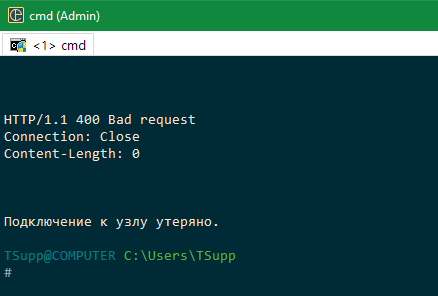 cmd (Admin)
<1> cmd
HTTP/1.1 400 Bad request
Connection: Close
Content-Length: 0
Подключение к узлу утеряно.
TSupp@COMPUTER C:\Users\TSupp
#